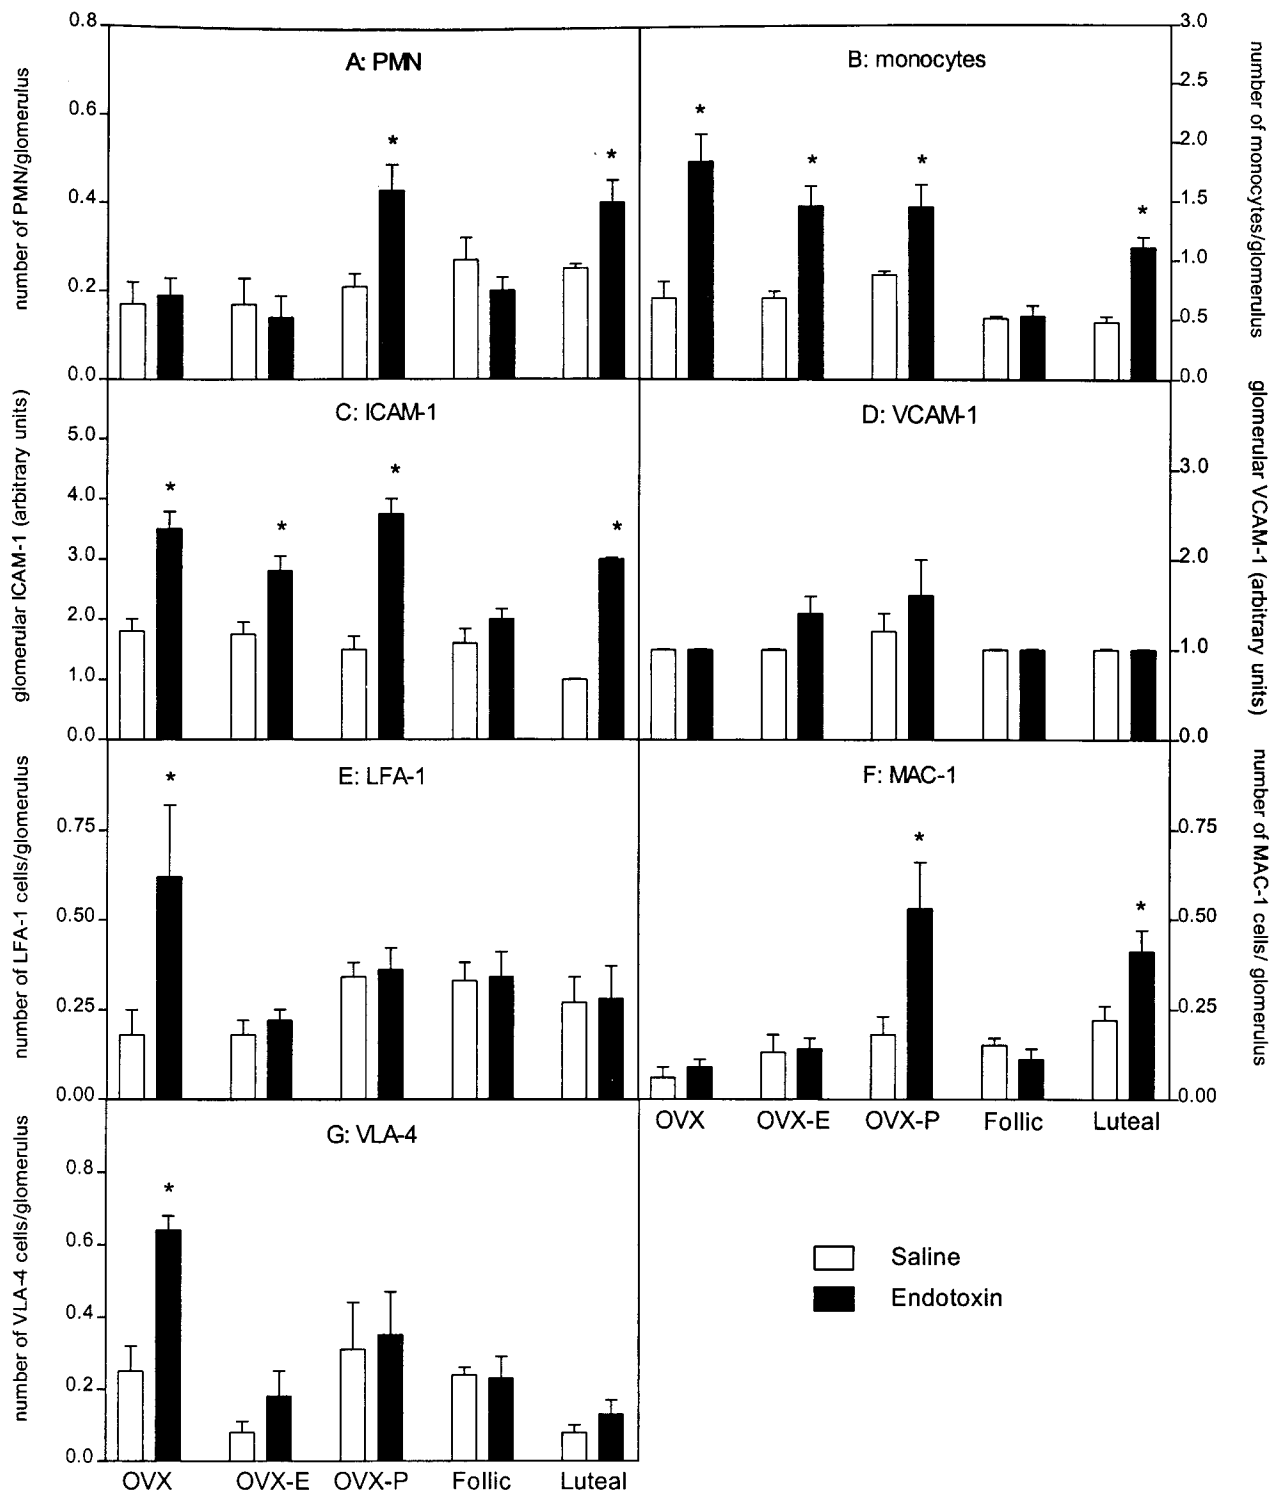 A: PMN
B: monocytes
number of PMN/glomerulus
0.8
0.6
0.4
0.2
0.0
* *
* * * *
3.0
2.5
2.0
1.5
1.0
0.5
0.0
number of monocytes/glomerulus
C: ICAM-1
D: VCAM-1
glomerular ICAM-1 (arbitrary units)
5.0
4.0
3.0
2.0
1.0
0.0
* * * *
3.0
2.0
1.0
0.0
glomerular VCAM-1 (arbitrary units)
E: LFA-1
F: MAC-1
number of LFA-1 cells/glomerulus
0.75
0.50
0.25
0.00
*
* *
0.75
0.50
0.25
0.00
number of MAC-1 cells/ glomerulus
OVX OVX-E OVX-P Follic Luteal
G: VLA-4
number of VLA-4 cells/glomerulus
0.8
0.6
0.4
0.2
0.0
*
OVX OVX-E OVX-P Follic Luteal
Saline
Endotoxin